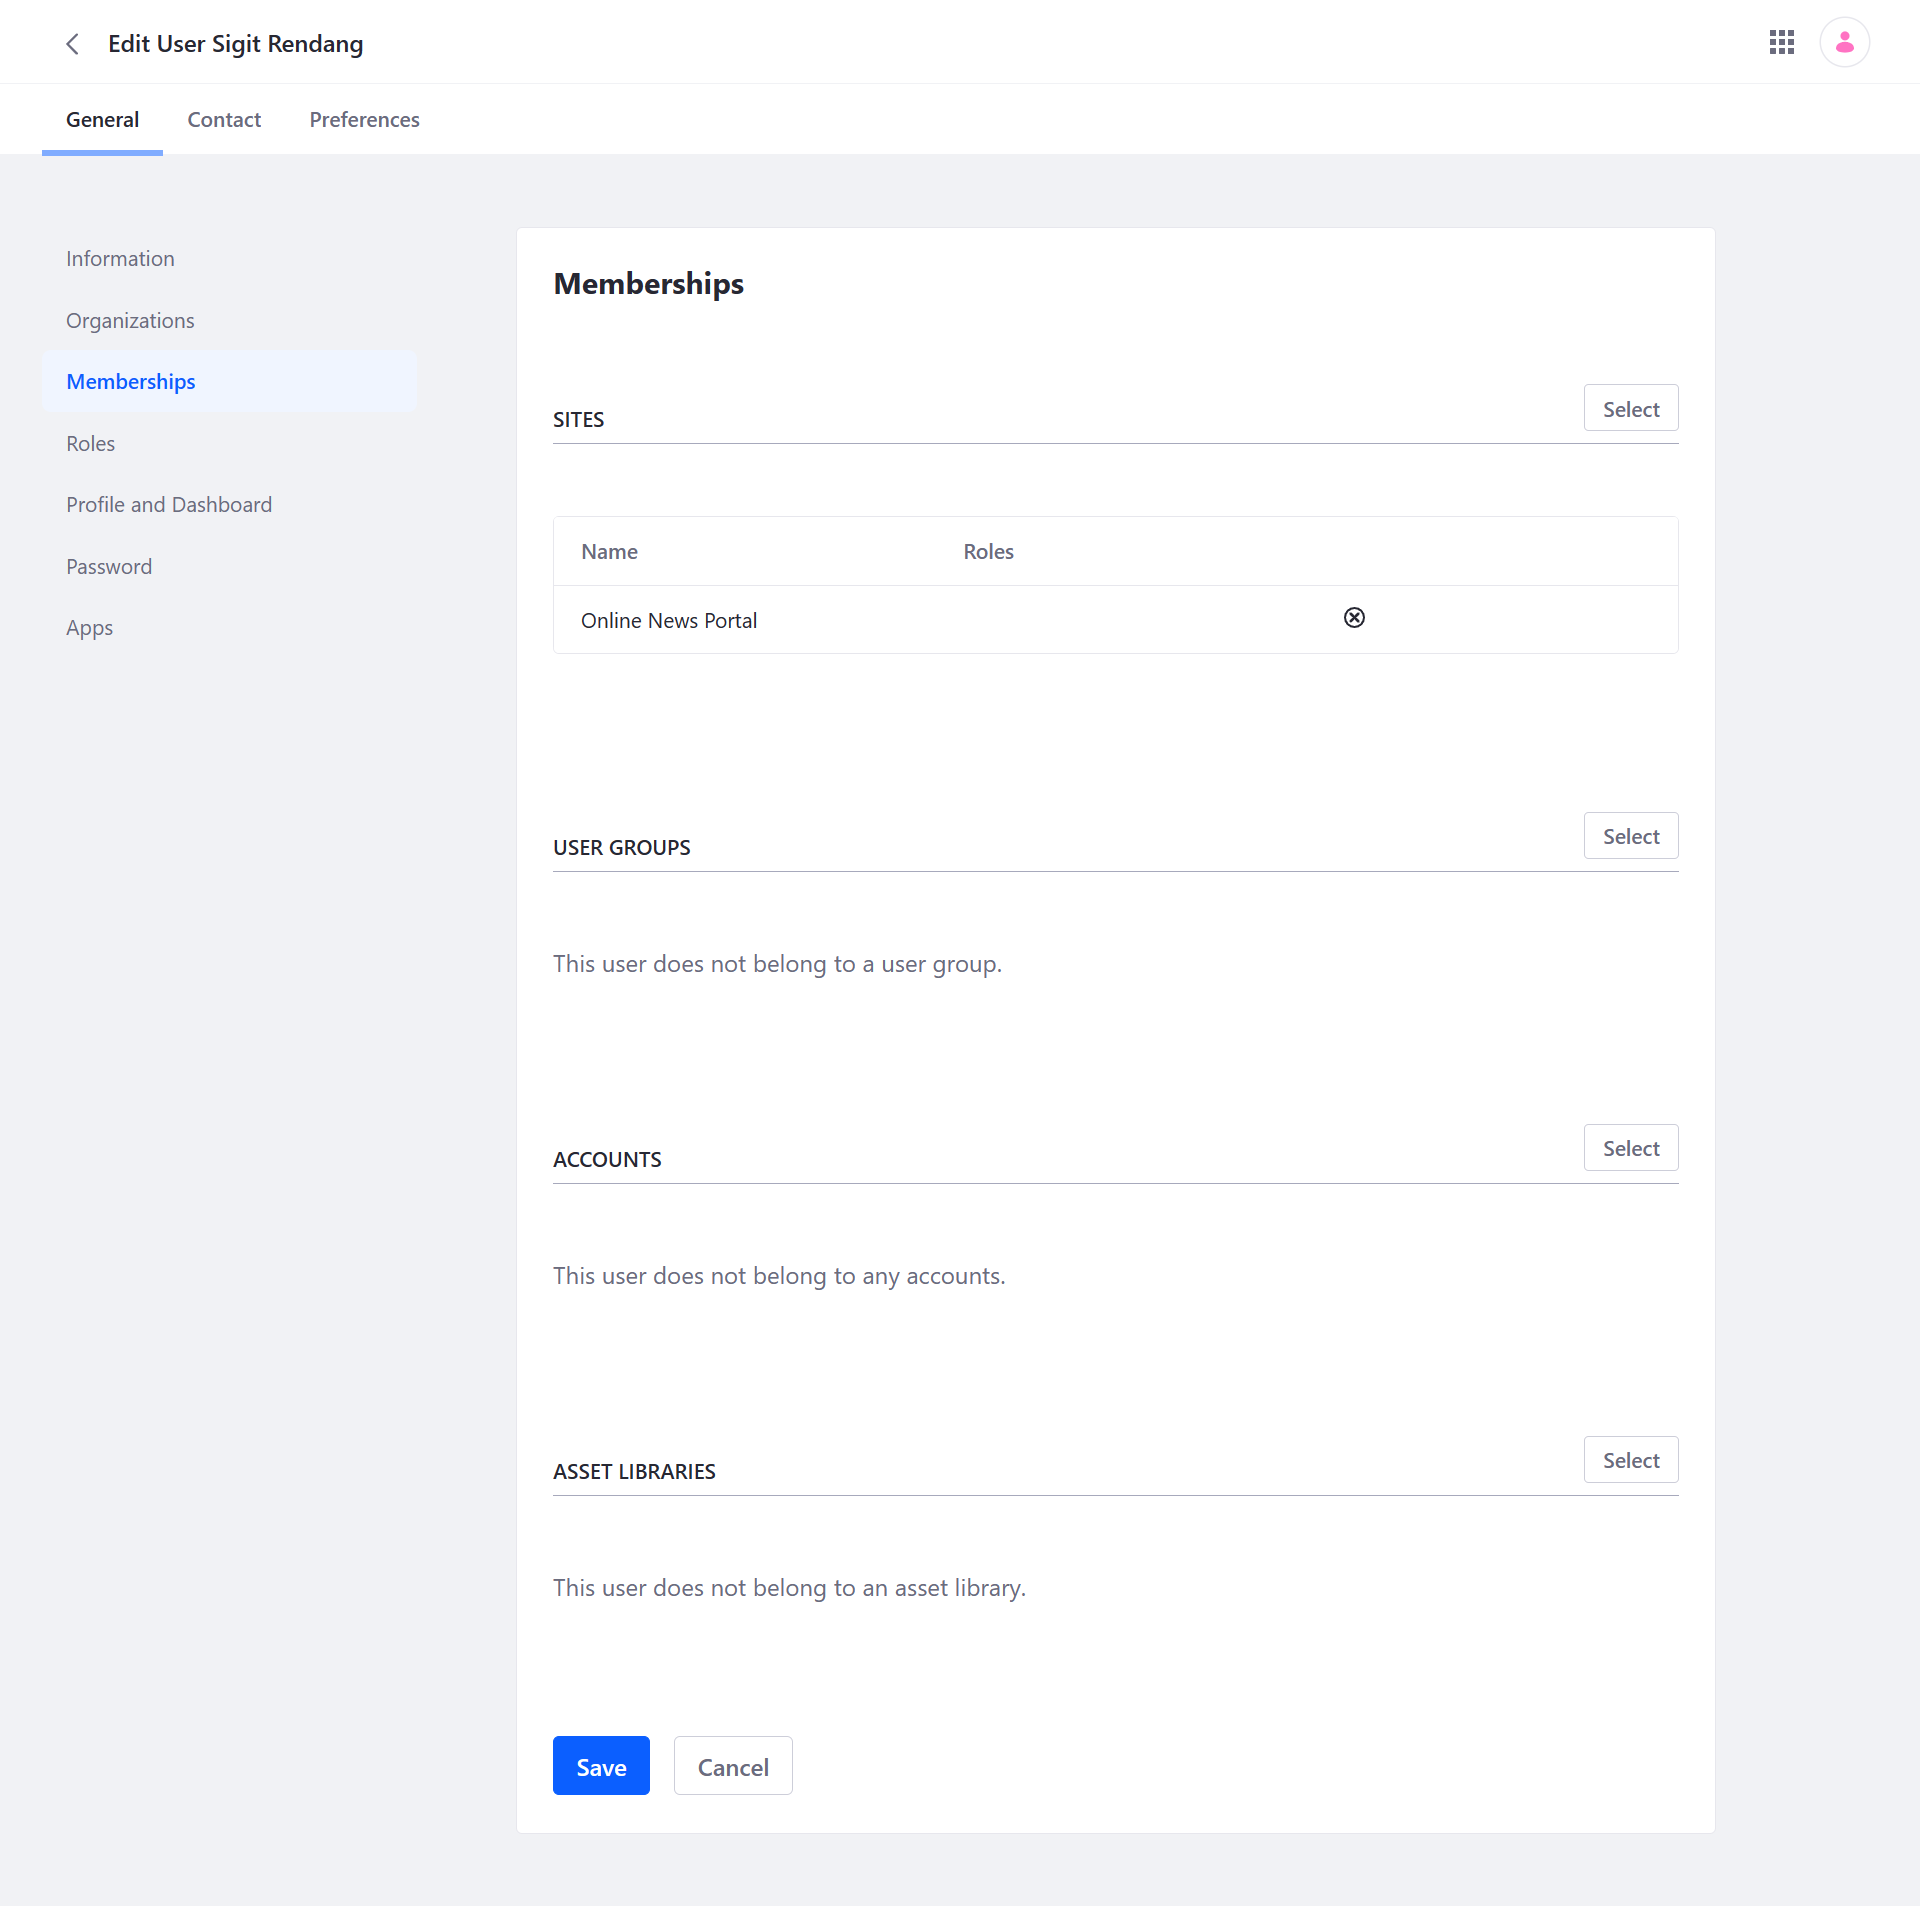 Edit User Sigit Rendang
General Contact Preferences
Information
Organizations
Memberships
Roles
Profile and Dashboard
Password
Apps
Memberships
SITES Select
Name Roles
Online News Portal
USER GROUPS Select
This user does not belong to a user group.
ACCOUNTS Select
This user does not belong to any accounts.
ASSET LIBRARIES Select
This user does not belong to an asset library.
Save Cancel